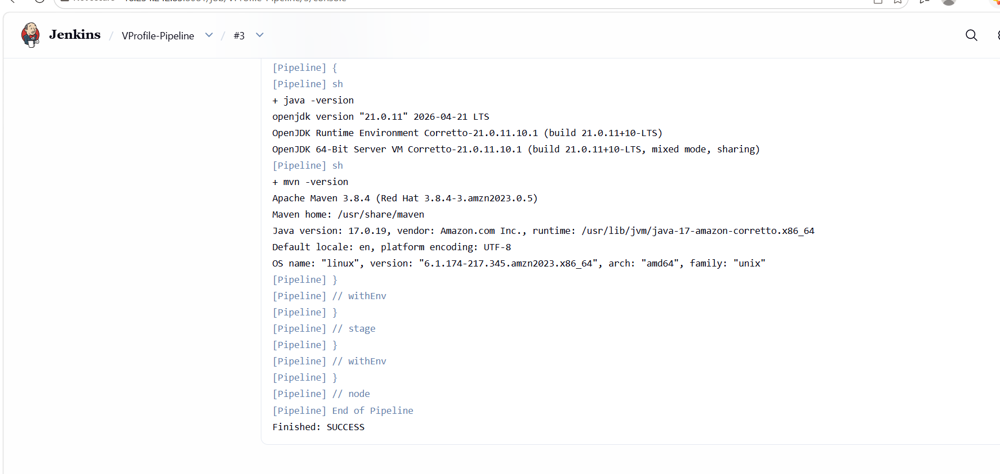 Jenkins / VProfile-Pipeline / #3
[Pipeline] {
[Pipeline] sh
+ java -version
openjdk version "21.0.11" 2026-04-21 LTS
OpenJDK Runtime Environment Corretto-21.0.11.10.1 (build 21.0.11+10-LTS)
OpenJDK 64-Bit Server VM Corretto-21.0.11.10.1 (build 21.0.11+10-LTS, mixed mode, sharing)
[Pipeline] sh
+ mvn -version
Apache Maven 3.8.4 (Red Hat 3.8.4-3.amzn2023.0.5)
Maven home: /usr/share/maven
Java version: 17.0.19, vendor: Amazon.com Inc., runtime: /usr/lib/jvm/java-17-amazon-corretto.x86_64
Default locale: en, platform encoding: UTF-8
OS name: "linux", version: "6.1.174-217.345.amzn2023.x86_64", arch: "amd64", family: "unix"
[Pipeline] }
[Pipeline] // withEnv
[Pipeline] }
[Pipeline] // stage
[Pipeline] }
[Pipeline] // withEnv
[Pipeline] }
[Pipeline] // node
[Pipeline] End of Pipeline
Finished: SUCCESS